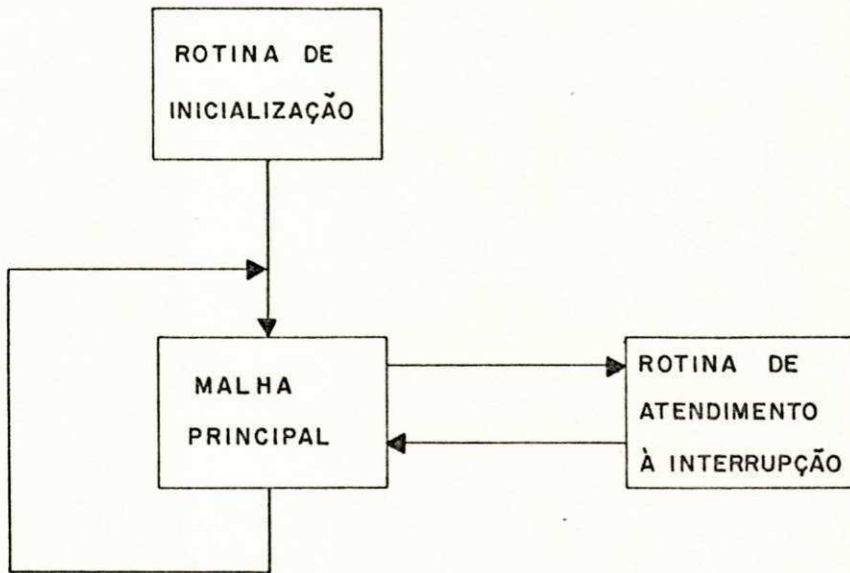 ROTINA DE
INICIALIZAÇÃO
MALHA
PRINCIPAL
ROTINA DE
ATENDIMENTO
À INTERRUPÇÃO